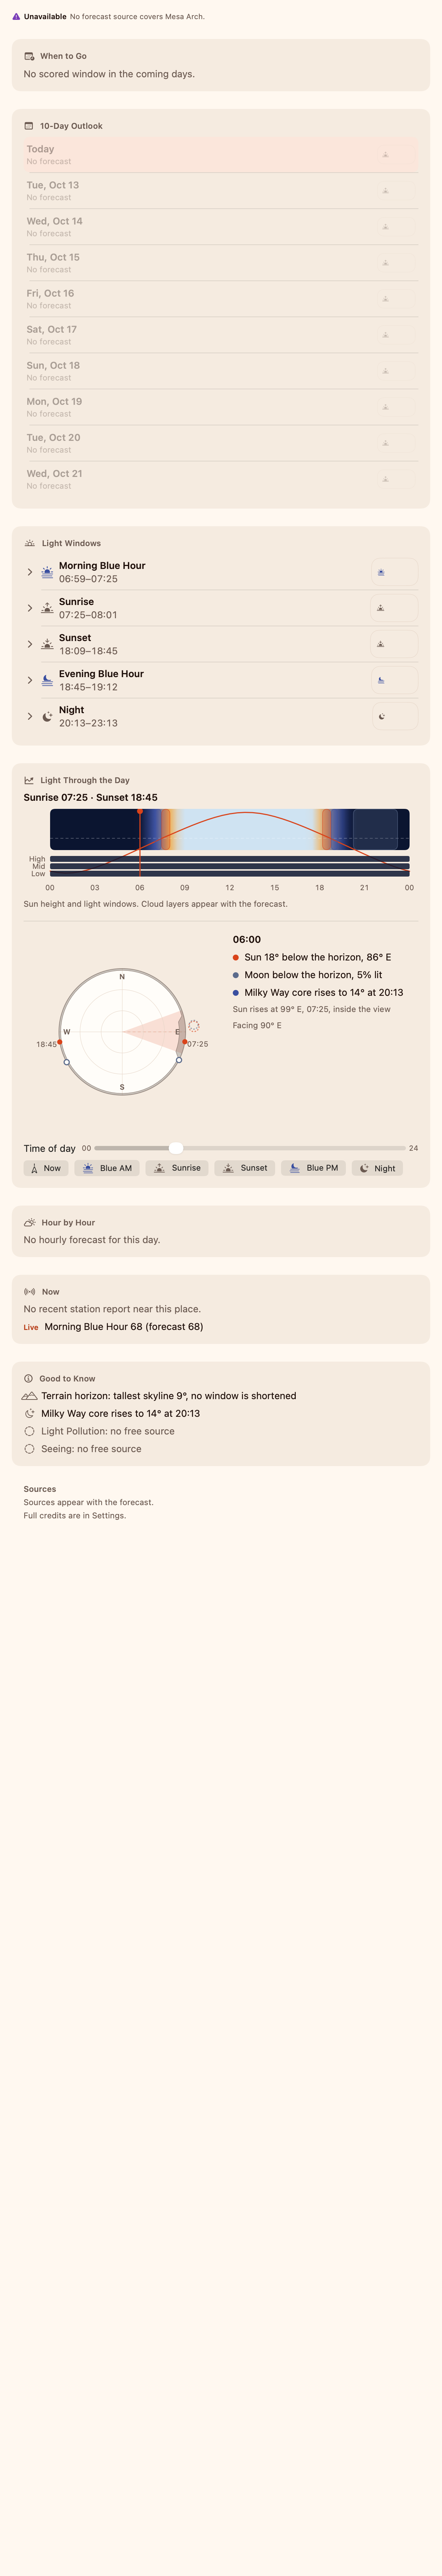 Unavailable No forecast source covers Mesa Arch.
When to Go
No scored window in the coming days.
10-Day Outlook
Today
No forecast
Tue, Oct 13
No forecast
Wed, Oct 14
No forecast
Thu, Oct 15
No forecast
Fri, Oct 16
No forecast
Sat, Oct 17
No forecast
Sun, Oct 18
No forecast
Mon, Oct 19
No forecast
Tue, Oct 20
No forecast
Wed, Oct 21
No forecast
Light Windows
Morning Blue Hour
06:59–07:25
Sunrise
07:25–08:01
Sunset
18:09–18:45
Evening Blue Hour
18:45–19:12
Night
20:13–23:13
Light Through the Day
Sunrise 07:25 · Sunset 18:45
High
Mid
Low
00 03 06 09 12 15 18 21 00
Sun height and light windows. Cloud layers appear with the forecast.
06:00
Sun 18° below the horizon, 86° E
Moon below the horizon, 5% lit
Milky Way core rises to 14° at 20:13
Sun rises at 99° E, 07:25, inside the view
Facing 90° E
N
W E
18:45 07:25
S
Time of day 00 24
Now Blue AM Sunrise Sunset Blue PM Night
Hour by Hour
No hourly forecast for this day.
Now
No recent station report near this place.
Live Morning Blue Hour 68 (forecast 68)
Good to Know
Terrain horizon: tallest skyline 9°, no window is shortened
Milky Way core rises to 14° at 20:13
Light Pollution: no free source
Seeing: no free source
Sources
Sources appear with the forecast.
Full credits are in Settings.